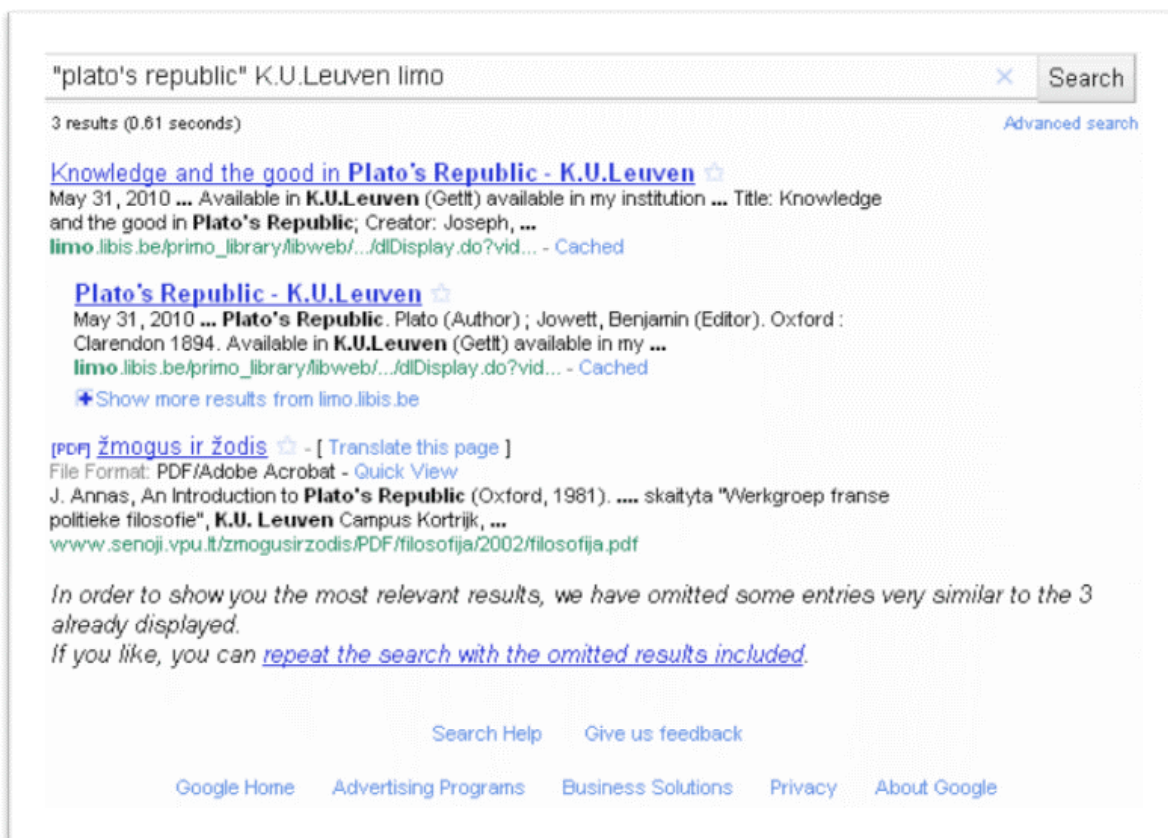 "plato's republic" K.U.Leuven limo × Search
3 results (0.61 seconds) Advanced search
Knowledge and the good in Plato's Republic - K.U.Leuven
May 31, 2010 ... Available in K.U.Leuven (GetIt) available in my institution ... Title: Knowledge
and the good in Plato's Republic; Creator: Joseph, ...
limo.libis.be/primo_library/libweb/.../dlDisplay.do?vid... - Cached
Plato's Republic - K.U.Leuven
May 31, 2010 ... Plato's Republic. Plato (Author) ; Jowett, Benjamin (Editor). Oxford :
Clarendon 1894. Available in K.U.Leuven (GetIt) available in my ...
limo.libis.be/primo_library/libweb/.../dlDisplay.do?vid... - Cached
Show more results from limo.libis.be
[PDF] žmogus ir žodis - [ Translate this page ]
File Format: PDF/Adobe Acrobat - Quick View
J. Annas, An Introduction to Plato's Republic (Oxford, 1981). .... skaityta "Werkgroep franse
politieke filosofie", K.U. Leuven Campus Kortrijk, ...
www.senoji.vpu.lt/zmogusirzodis/PDF/filosofija/2002/filosofija.pdf
In order to show you the most relevant results, we have omitted some entries very similar to the 3
already displayed.
If you like, you can repeat the search with the omitted results included.
Search Help Give us feedback
Google Home Advertising Programs Business Solutions Privacy About Google